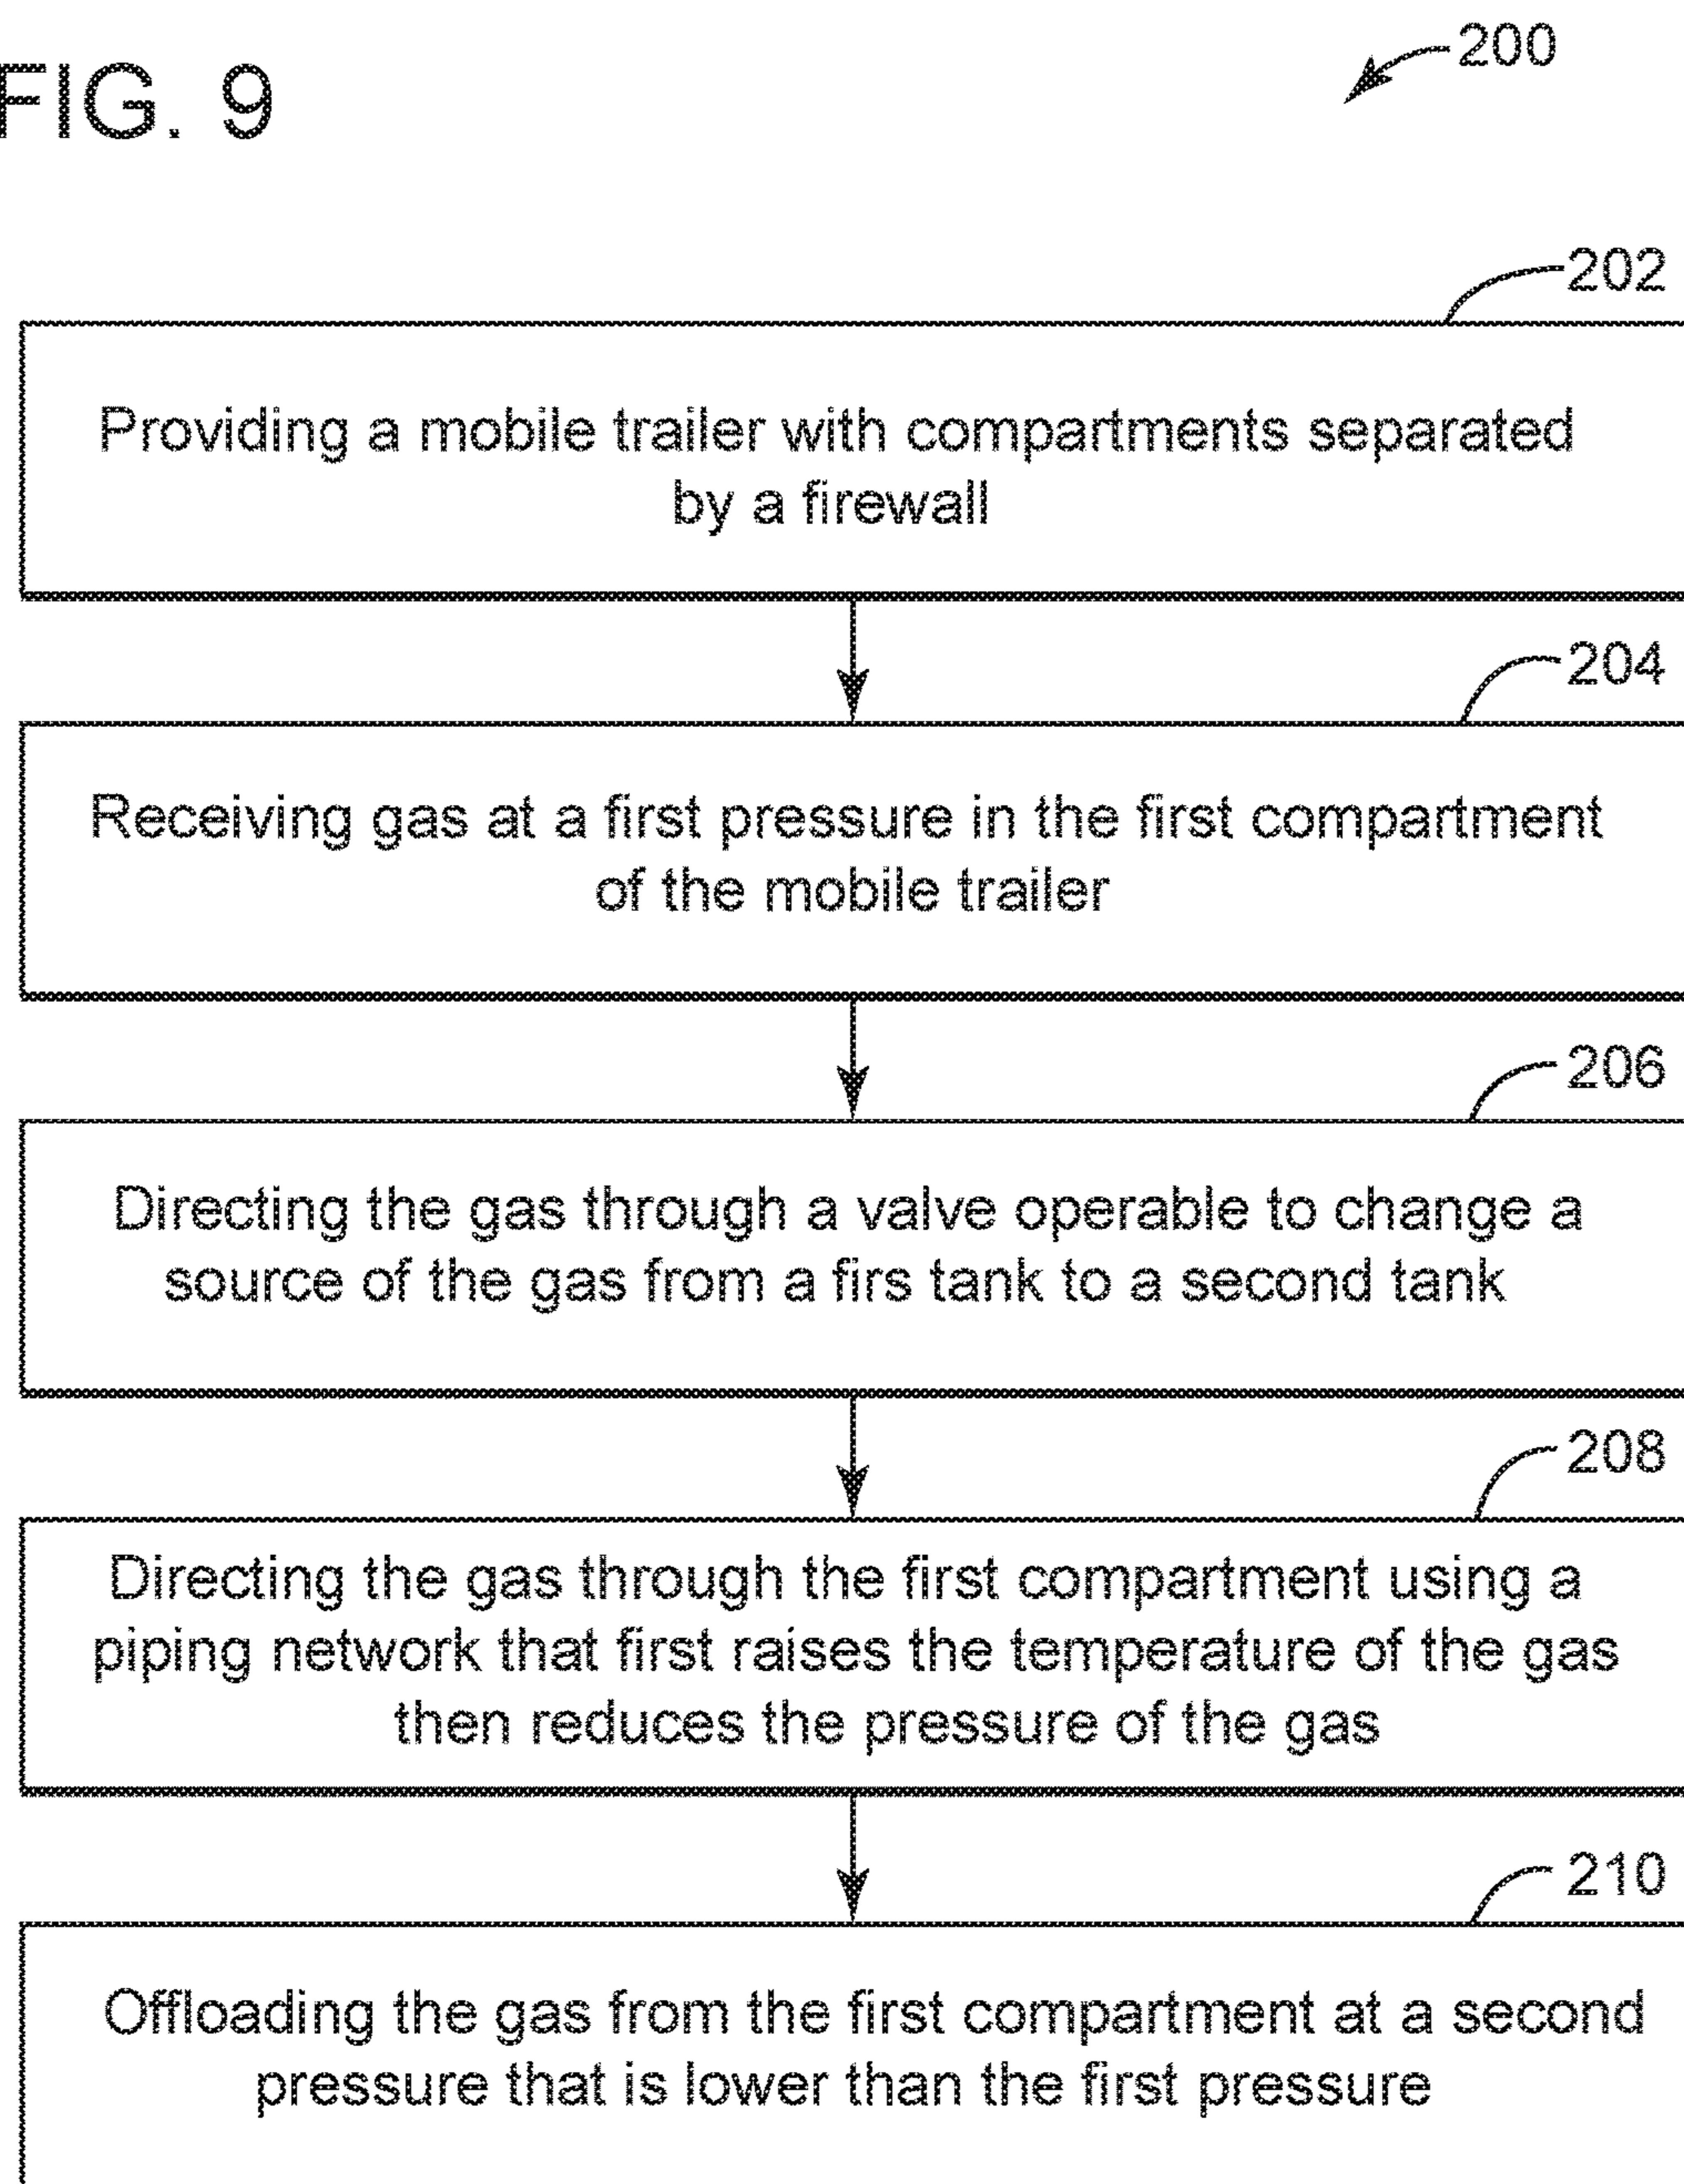 FIG. 9
200
202
Providing a mobile trailer with compartments separated
by a firewall
204
Receiving gas at a first pressure in the first compartment
of the mobile trailer
206
Directing the gas through a valve operable to change a
source of the gas from a firs tank to a second tank
208
Directing the gas through the first compartment using a
piping network that first raises the temperature of the gas
then reduces the pressure of the gas
210
Offloading the gas from the first compartment at a second
pressure that is lower than the first pressure